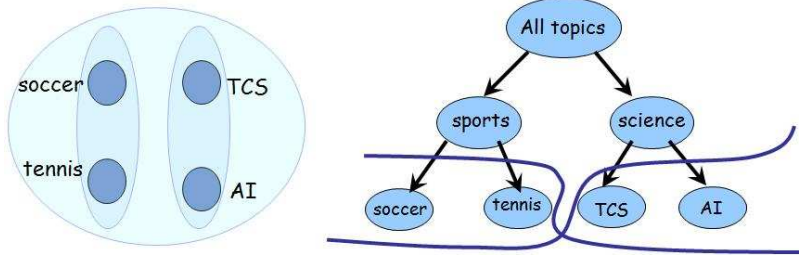 soccer
TCS
tennis
AI
All topics
sports
science
soccer
tennis
TCS
AI